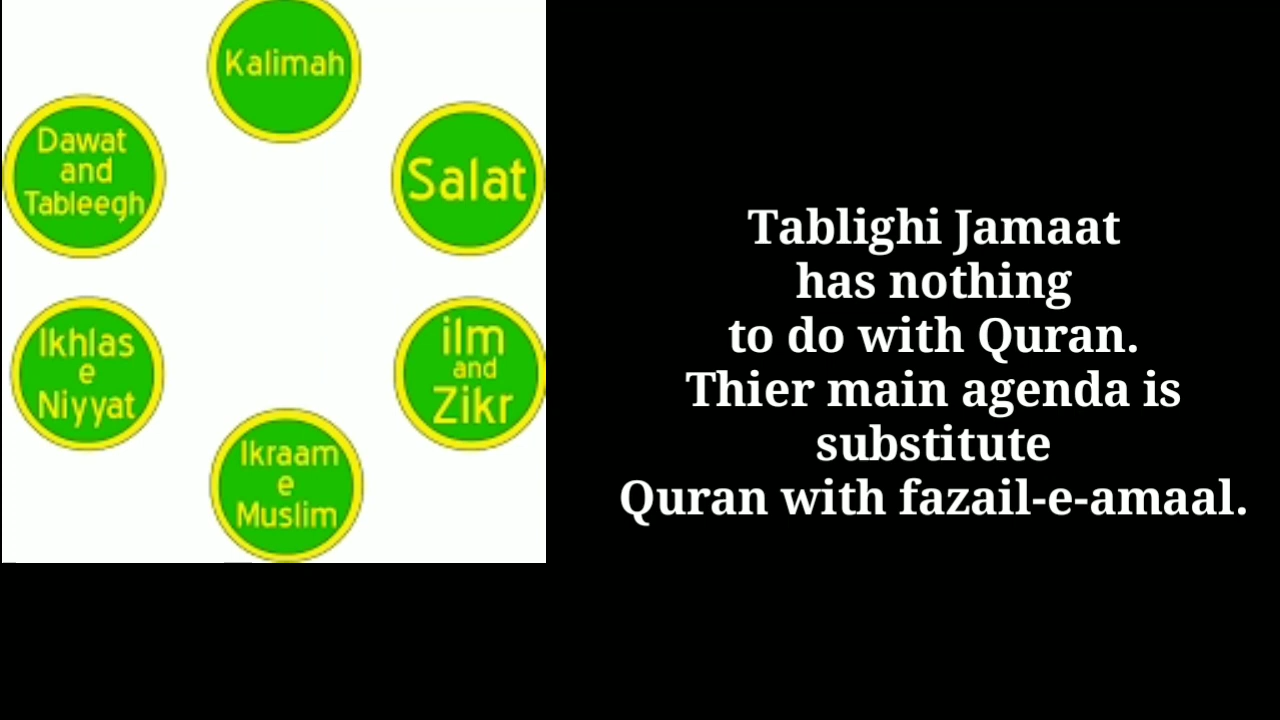 Kalimah
Dawat
and
Tableegh
Salat
Ikhlas
e
Niyyat
ilm
and
Zikr
Ikraam
e
Muslim
Tablighi Jamaat
has nothing
to do with Quran.
Thier main agenda is
substitute
Quran with fazail-e-amaal.